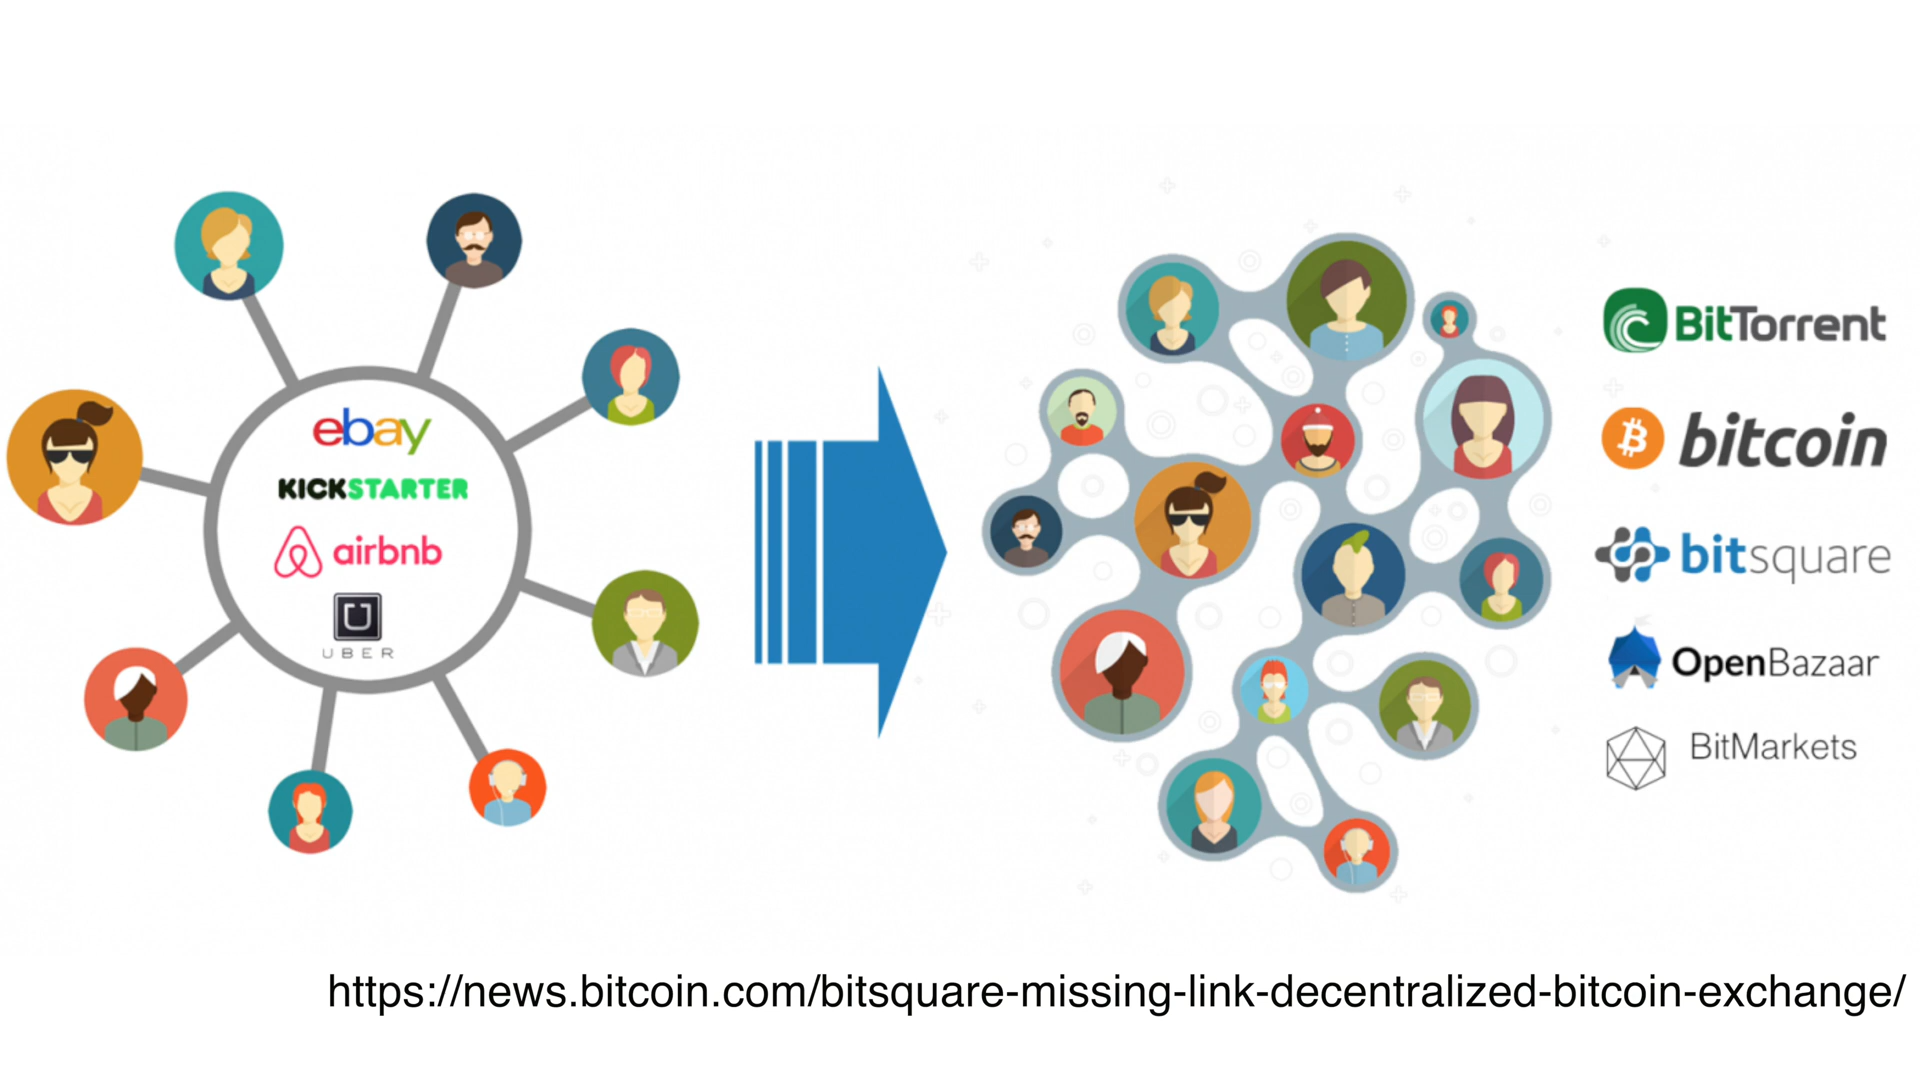 ebay
KICKSTARTER
airbnb
UBER
BitTorrent
bitcoin
bitsquare
OpenBazaar
BitMarkets
https://news.bitcoin.com/bitsquare-missing-link-decentralized-bitcoin-exchange/